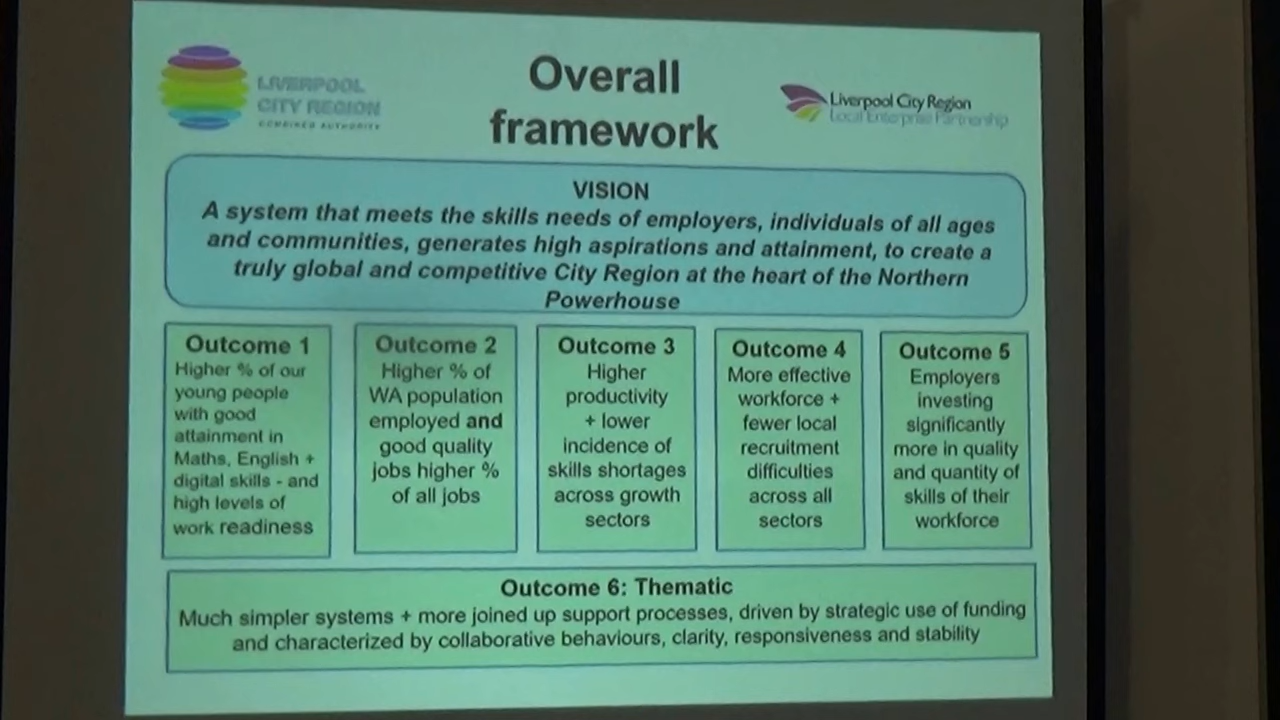 LIVERPOOL
CITY REGION
COMBINED AUTHORITY
Overall
framework
Liverpool City Region
Local Enterprise Partnership
VISION
A system that meets the skills needs of employers, individuals of all ages
and communities, generates high aspirations and attainment, to create a
truly global and competitive City Region at the heart of the Northern
Powerhouse
Outcome 1
Higher % of our
young people
with good
attainment in
Maths, English +
digital skills - and
high levels of
work readiness
Outcome 2
Higher % of
WA population
employed and
good quality
jobs higher %
of all jobs
Outcome 3
Higher
productivity
+ lower
incidence of
skills shortages
across growth
sectors
Outcome 4
More effective
workforce +
fewer local
recruitment
difficulties
across all
sectors
Outcome 5
Employers
investing
significantly
more in quality
and quantity of
skills of their
workforce
Outcome 6: Thematic
Much simpler systems + more joined up support processes, driven by strategic use of funding
and characterized by collaborative behaviours, clarity, responsiveness and stability